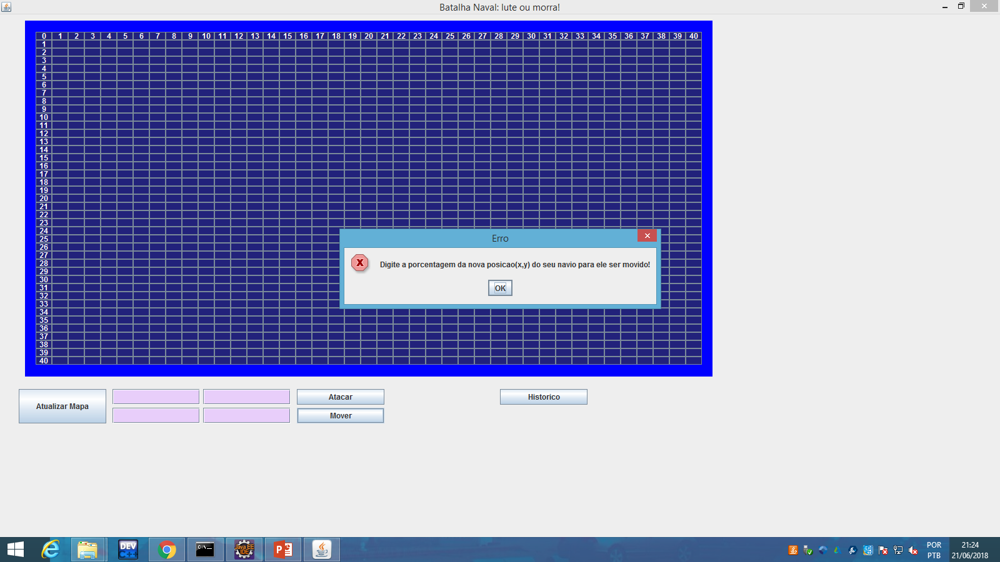 Batalha Naval: lute ou morra!
0 1 2 3 4 5 6 7 8 9 10 11 12 13 14 15 16 17 18 19 20 21 22 23 24 25 26 27 28 29 30 31 32 33 34 35 36 37 38 39 40
1
2
3
4
5
6
7
8
9
10
11
12
13
14
15
16
17
18
19
20
21
22
23
24
25
26
27
28
29
30
31
32
33
34
35
36
37
38
39
40
Erro
Digite a porcentagem da nova posicao(x,y) do seu navio para ele ser movido!
OK
Atualizar Mapa
Atacar
Historico
Mover
DEV
C++
C:\
Java EE
IDE
POR
PTB
21:24
21/06/2018